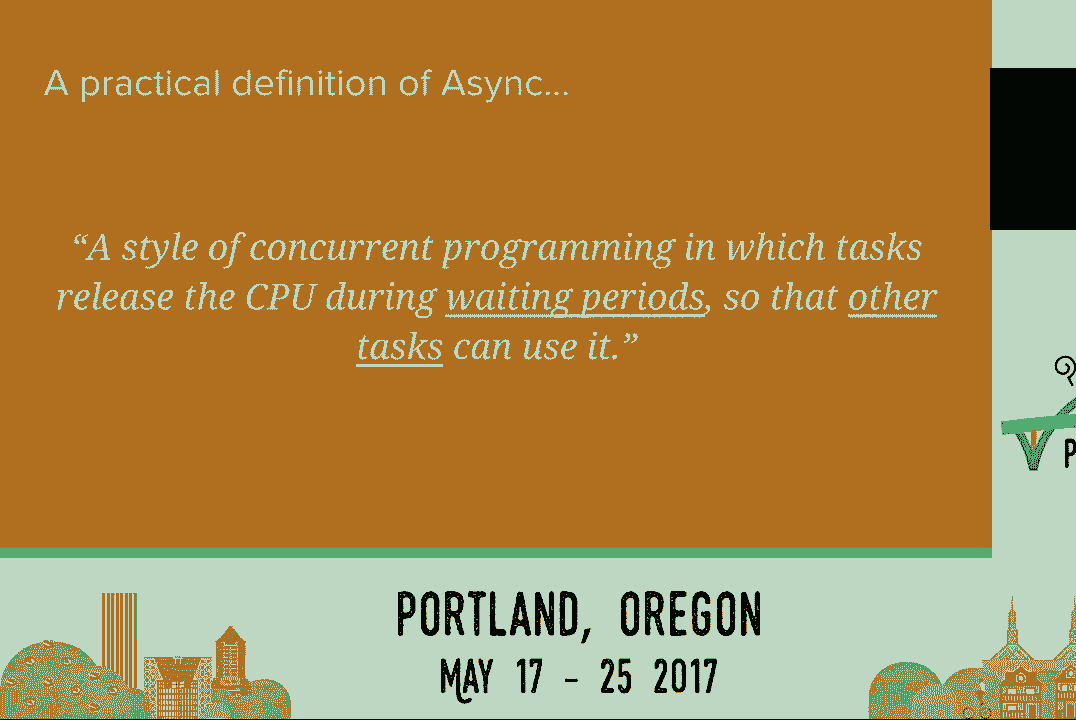 A practical definition of Async...
“A style of concurrent programming in which tasks
release the CPU during waiting periods, so that other
tasks can use it.”
PORTLAND, OREGON
MAY 17 - 25 2017